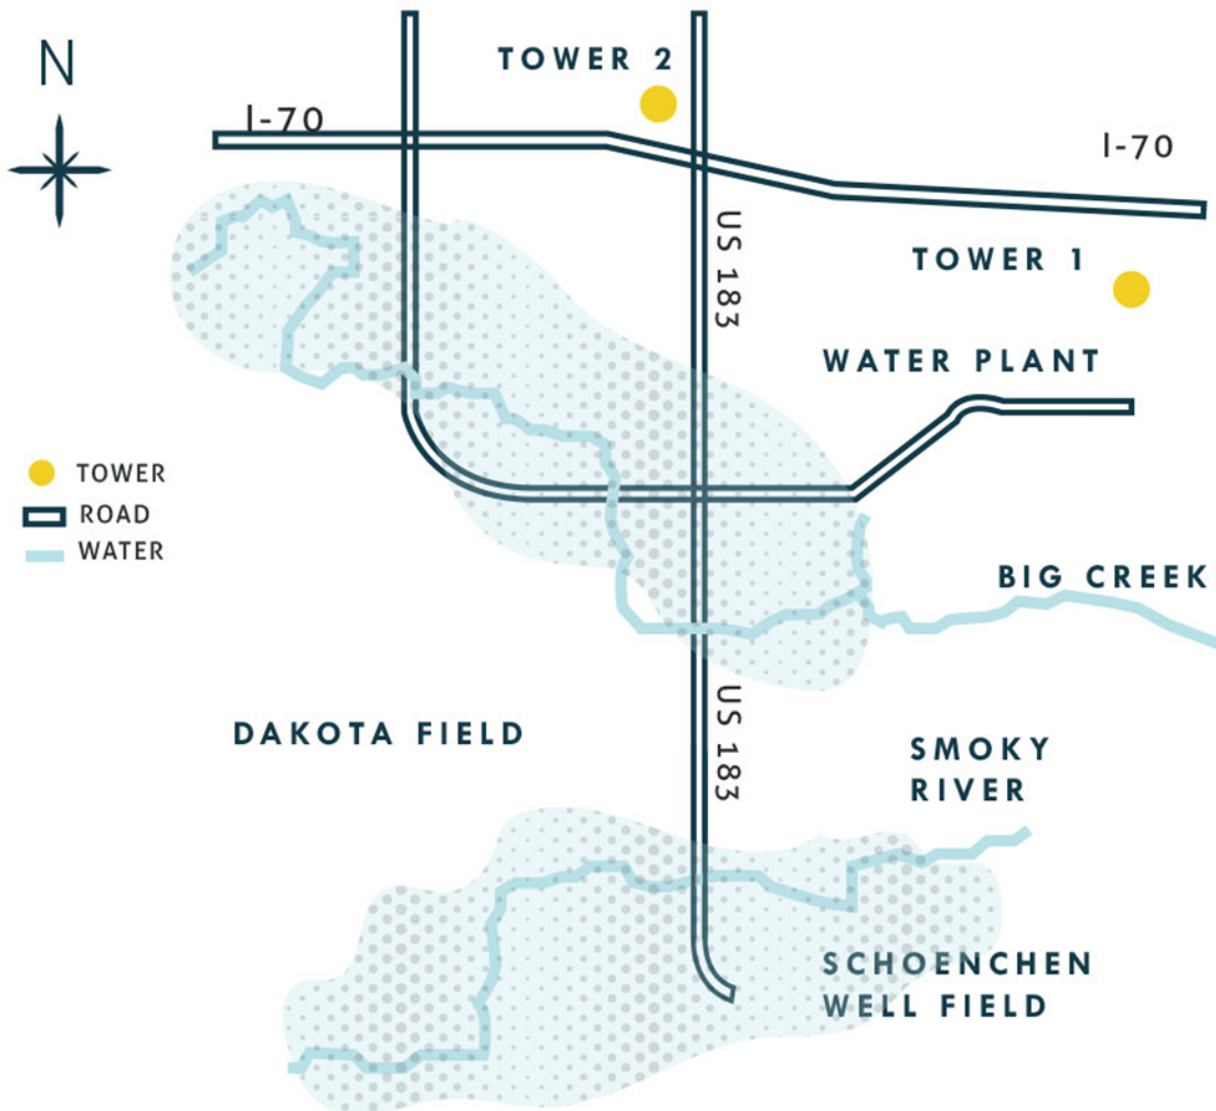 N
TOWER 2
I-70
I-70
US 183
TOWER 1
WATER PLANT
TOWER
ROAD
WATER
BIG CREEK
US 183
DAKOTA FIELD
SMOKY
RIVER
SCHOENCHEN
WELL FIELD